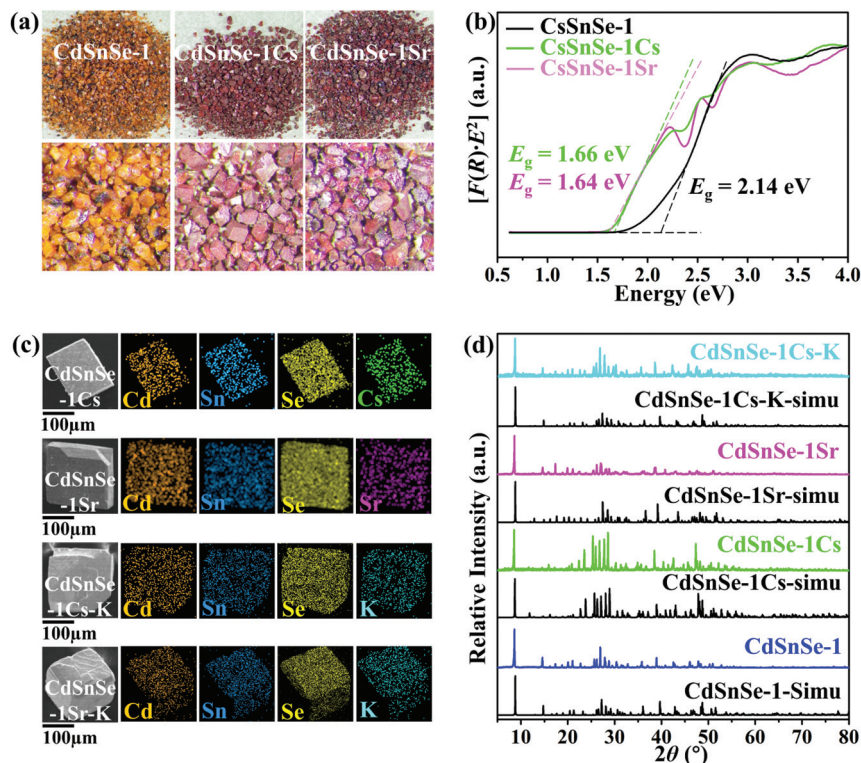 (a)
CdSnSe-1
CdSnSe-1Cs
CdSnSe-1Sr
(b)
CsSnSe-1
CsSnSe-1Cs
CsSnSe-1Sr
[F(R)·E²] (a.u.)
Eg = 1.66 eV
Eg = 1.64 eV
Eg = 2.14 eV
0.5 1.0 1.5 2.0 2.5 3.0 3.5 4.0
Energy (eV)
(c)
CdSnSe
-1Cs
100μm
Cd
Sn
Se
Cs
CdSnSe
-1Sr
100μm
Cd
Sn
Se
Sr
CdSnSe
-1Cs-K
100μm
Cd
Sn
Se
K
CdSnSe
-1Sr-K
100μm
Cd
Sn
Se
K
(d)
Relative Intensity (a.u.)
CdSnSe-1Cs-K
CdSnSe-1Cs-K-simu
CdSnSe-1Sr
CdSnSe-1Sr-simu
CdSnSe-1Cs
CdSnSe-1Cs-simu
CdSnSe-1
CdSnSe-1-Simu
10 20 30 40 50 60 70 80
2θ (°)